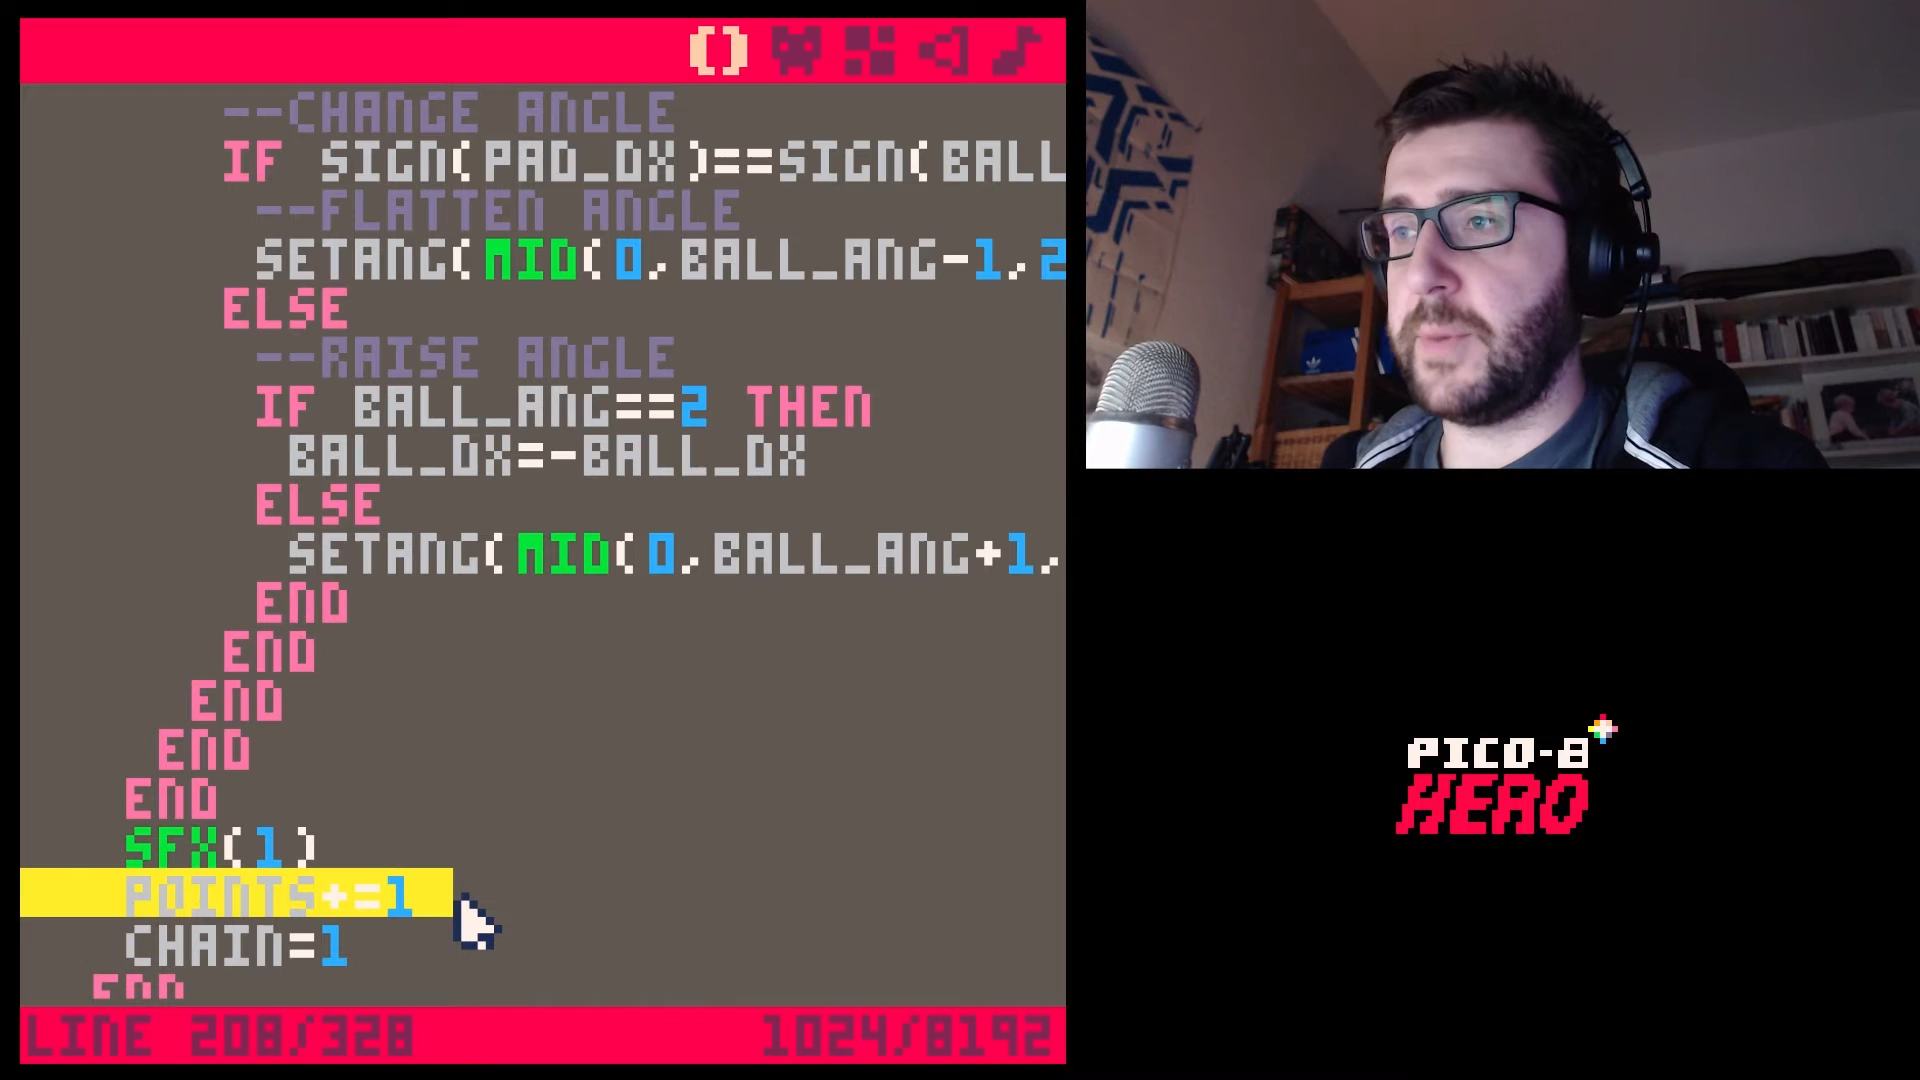 --CHANGE ANGLE
IF SIGN(PAD_DX)==SIGN(BALL
--FLATTEN ANGLE
SETANG(MID(0,BALL_ANG-1,2
ELSE
--RAISE ANGLE
IF BALL_ANG==2 THEN
BALL_DX=-BALL_DX
ELSE
SETANG(MID(0,BALL_ANG+1,
END
END
END
END
END
SFX(1)
POINTS+=1
CHAIN=1
END
LINE 208/328
1024/8192
PICO-8
HERO